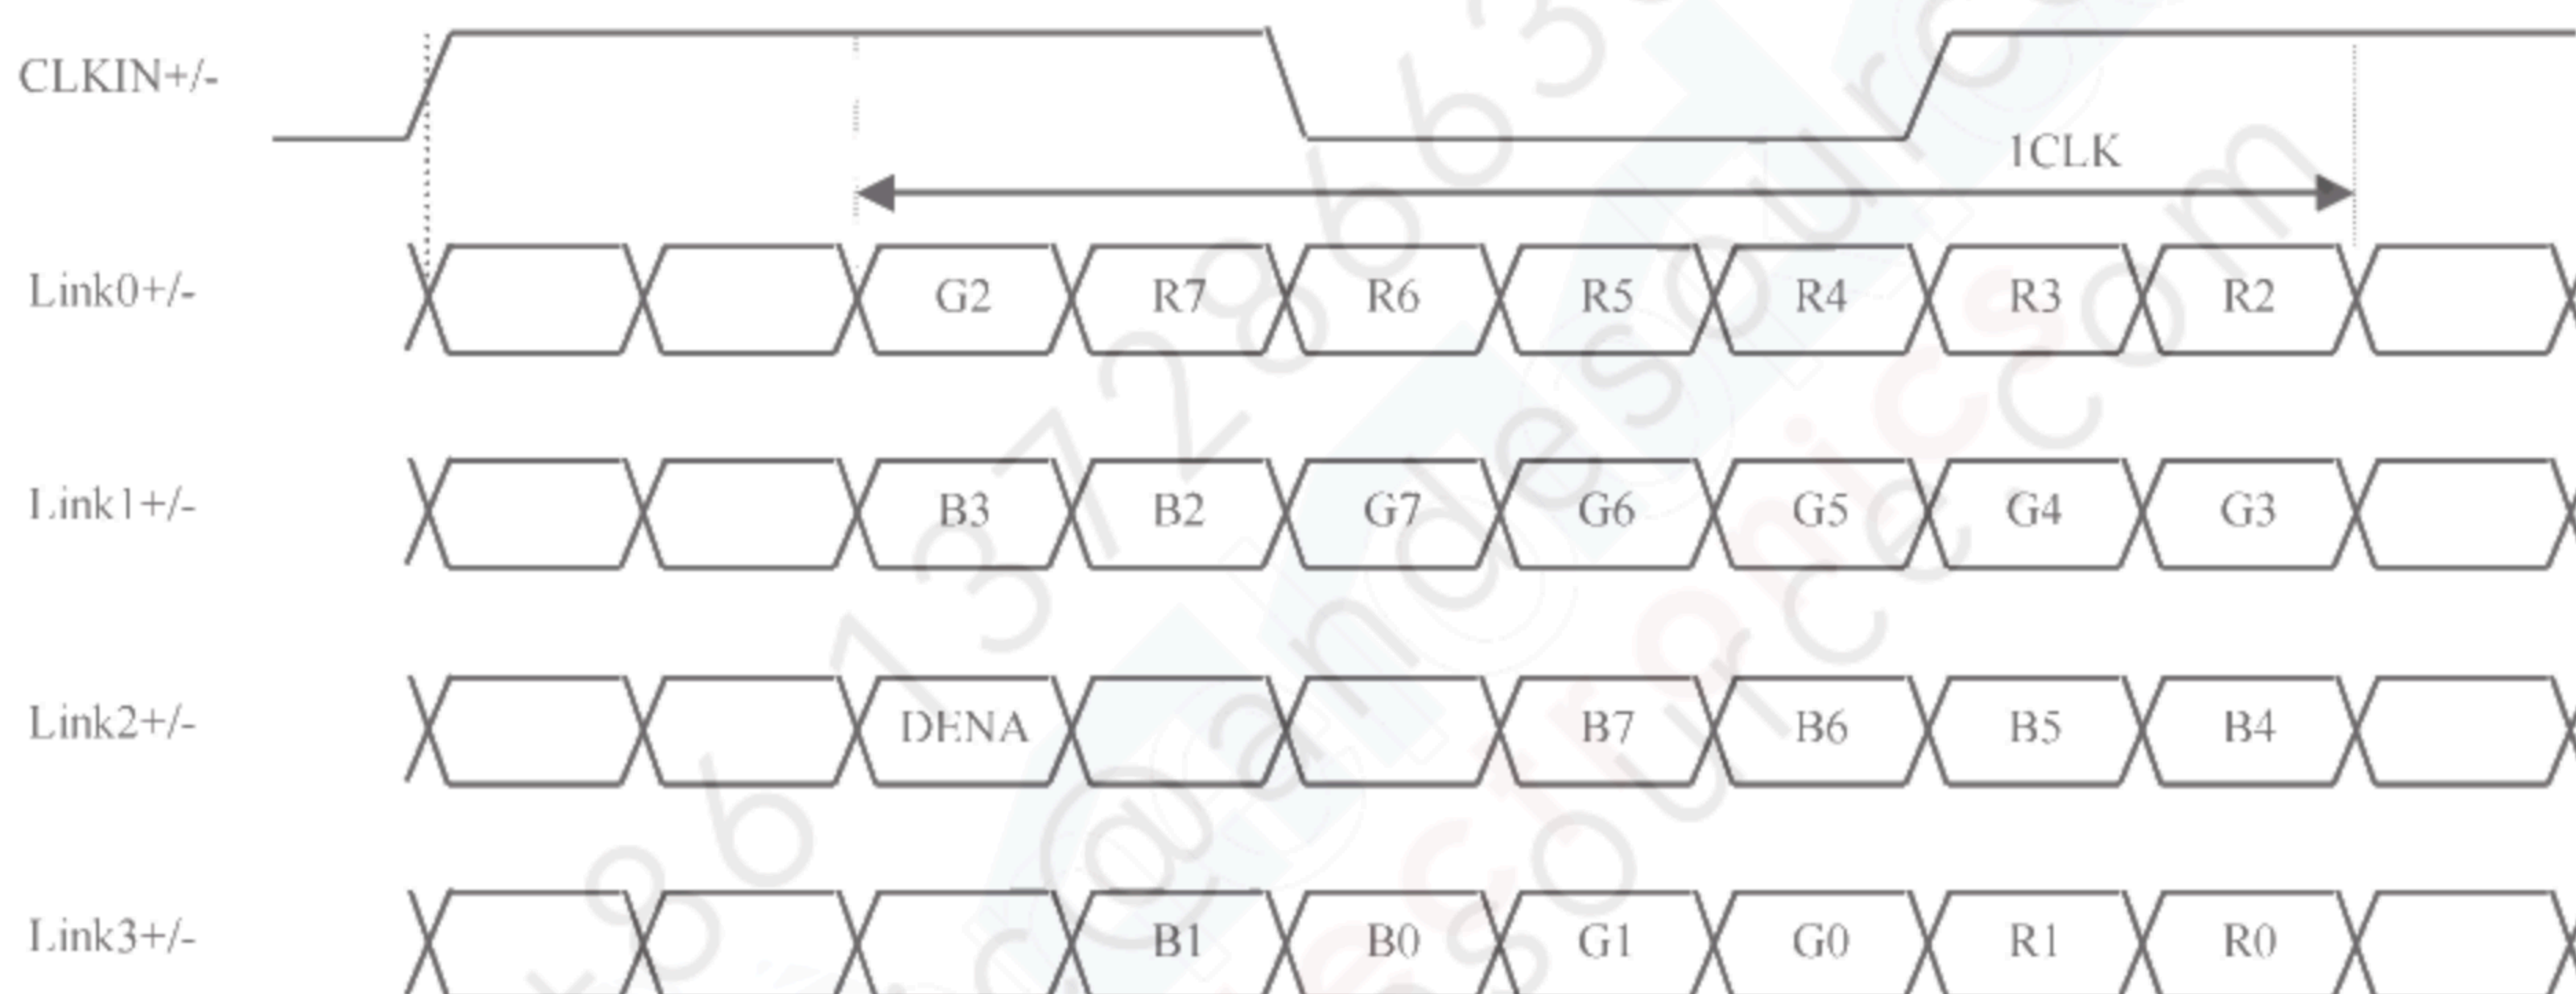 CLKIN+/-
1CLK
Link0+/- G2 R7 R6 R5 R4 R3 R2
Link1+/- B3 B2 G7 G6 G5 G4 G3
Link2+/- DENA B7 B6 B5 B4
Link3+/- B1 B0 G1 G0 R1 R0